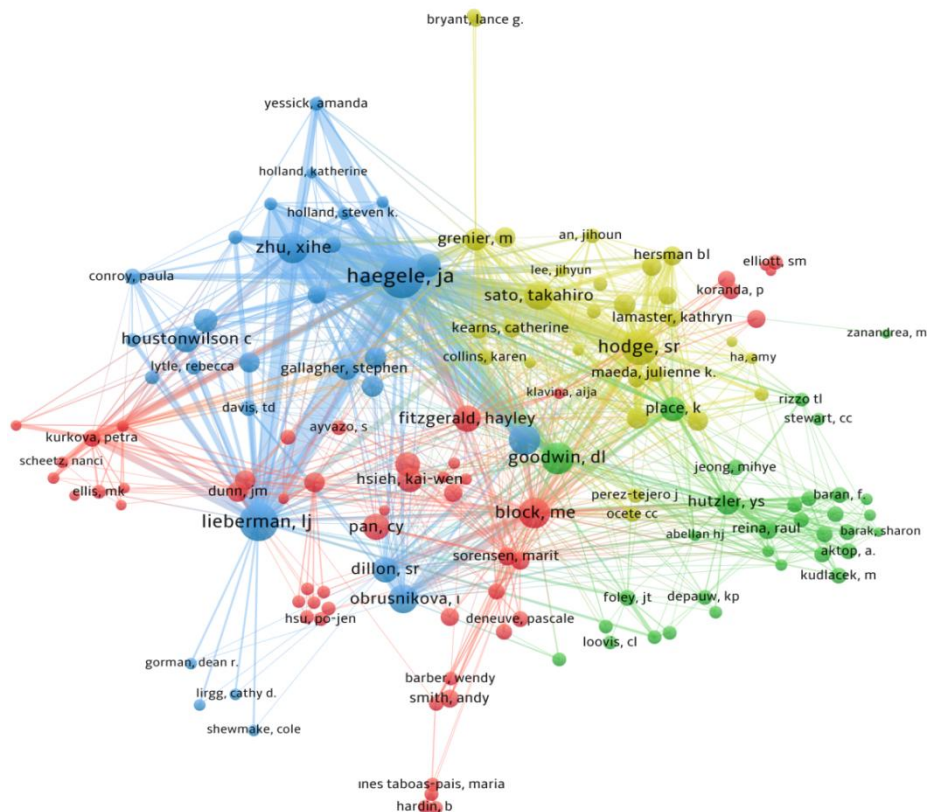 bryant, lance g.
yessick, amanda
holland, katherine
holland, steven k.
zhu, xihe
grenier, m
an, jihoun
hersman bl
elliott, sm
conroy, paula
haegele, ja
lee, jihyun
koranda, p
sato, takahiro
lamaster, kathryn
kearns, catherine
zanandrea, m
houstonwilson c
hodge, sr
collins, karen
ha, amy
lytle, rebecca
gallagher, stephen
maeda, julienne k.
klavina, aija
rizzo tl
davis, td
fitzgerald, hayley
place, k
stewart, cc
kurkova, petra
ayvazo, s
goodwin, dl
scheetz, nanci
hsieh, kai-wen
jeong, mihye
ellis, mk
dunn, jm
perez-tejero j
hutzler, ys
baran, f.
block, me
ocete cc
lieberman, lj
pan, cy
abellan hj
reina, raul
barak, sharon
sorensen, marit
aktop, a.
dillon, sr
kudlacek, m
obrusnikova, ı
foley, jt
depauw, kp
hsu, po-jen
deneuve, pascale
loovis, cl
gorman, dean r.
barber, wendy
lirgg, cathy d.
smith, andy
shewmake, cole
ınes taboas-pais, maria
hardin, b